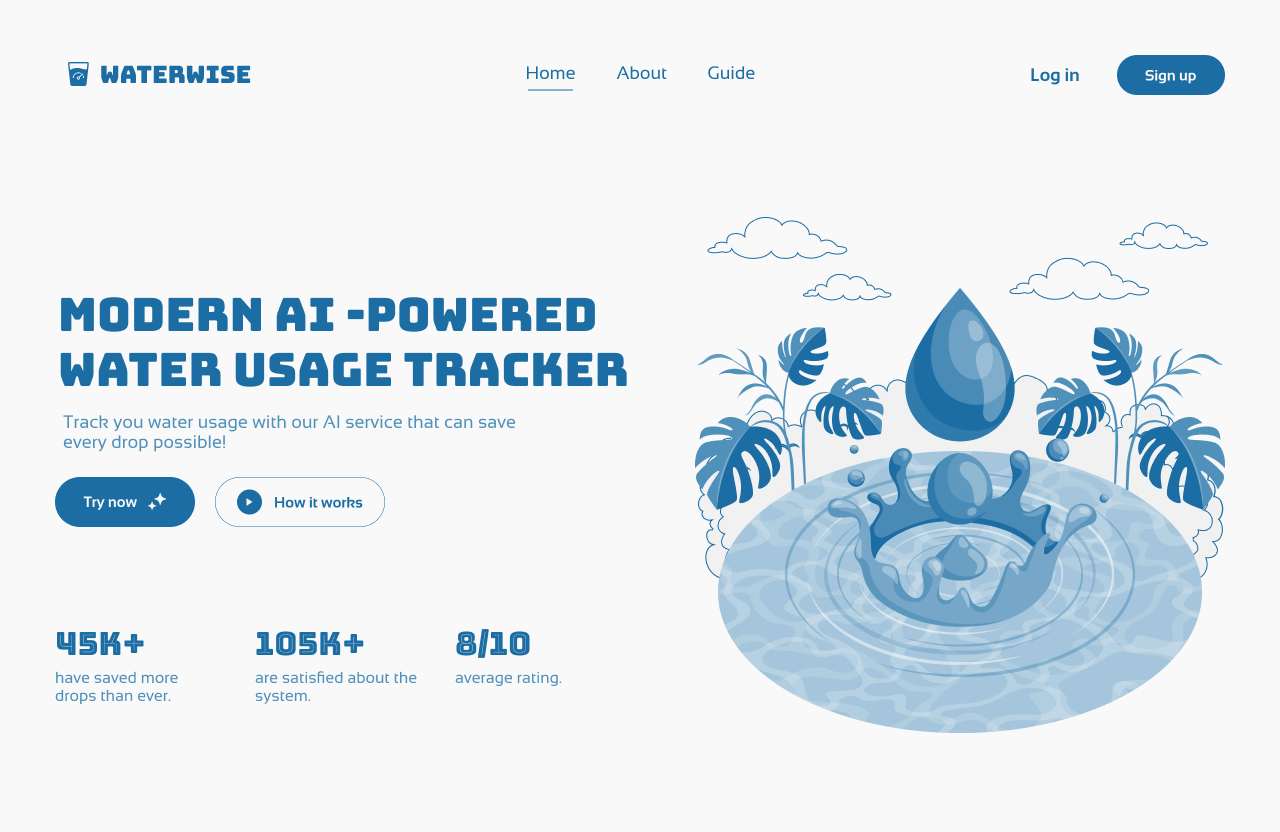 WATERWISE
Home
About
Guide
Log in
Sign up
MODERN AI -POWERED
WATER USAGE TRACKER
Track you water usage with our AI service that can save
every drop possible!
Try now
How it works
45K+
have saved more
drops than ever.
105K+
are satisfied about the
system.
8/10
average rating.